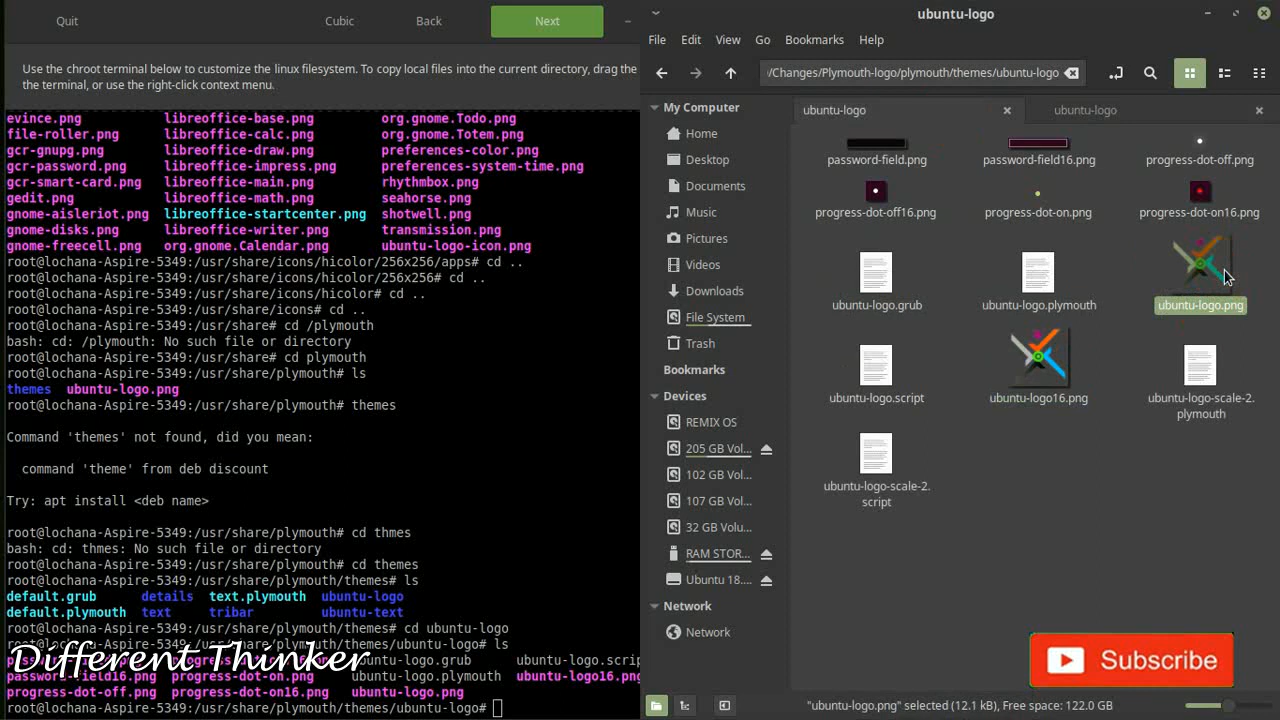 Quit Cubic Back Next
Use the chroot terminal below to customize the linux filesystem. To copy local files into the current directory, drag the
the terminal, or use the right-click context menu.
evince.png libreoffice-base.png org.gnome.Todo.png
file-roller.png libreoffice-calc.png org.gnome.Totem.png
gcr-gnupg.png libreoffice-draw.png preferences-color.png
gcr-password.png libreoffice-impress.png preferences-system-time.png
gcr-smart-card.png libreoffice-main.png rhythmbox.png
gedit.png libreoffice-math.png seahorse.png
gnome-aisleriot.png libreoffice-startcenter.png shotwell.png
gnome-disks.png libreoffice-writer.png transmission.png
gnome-freecell.png org.gnome.Calendar.png ubuntu-logo-icon.png
root@lochana-Aspire-5349:/usr/share/icons/hicolor/256x256/apps# cd ..
root@lochana-Aspire-5349:/usr/share/icons/hicolor/256x256# cd ..
root@lochana-Aspire-5349:/usr/share/icons/hicolor# cd ..
root@lochana-Aspire-5349:/usr/share/icons# cd ..
root@lochana-Aspire-5349:/usr/share# cd /plymouth
bash: cd: /plymouth: No such file or directory
root@lochana-Aspire-5349:/usr/share# cd plymouth
root@lochana-Aspire-5349:/usr/share/plymouth# ls
themes ubuntu-logo.png
root@lochana-Aspire-5349:/usr/share/plymouth# themes
Command 'themes' not found, did you mean:
command 'theme' from deb discount
Try: apt install <deb name>
root@lochana-Aspire-5349:/usr/share/plymouth# cd thmes
bash: cd: thmes: No such file or directory
root@lochana-Aspire-5349:/usr/share/plymouth# cd themes
root@lochana-Aspire-5349:/usr/share/plymouth/themes# ls
default.grub details text.plymouth ubuntu-logo
default.plymouth text tribar ubuntu-text
root@lochana-Aspire-5349:/usr/share/plymouth/themes# cd ubuntu-logo
root@lochana-Aspire-5349:/usr/share/plymouth/themes/ubuntu-logo# ls
ubuntu-logo.grub ubuntu-logo.scrip
password-field16.png progress-dot-on.png ubuntu-logo.plymouth ubuntu-logo16.png
progress-dot-off.png progress-dot-on16.png ubuntu-logo.png
root@lochana-Aspire-5349:/usr/share/plymouth/themes/ubuntu-logo#
Different Thinker
ubuntu-logo
File Edit View Go Bookmarks Help
/Changes/Plymouth-logo/plymouth/themes/ubuntu-logo
My Computer
Home
Desktop
Documents
Music
Pictures
Videos
Downloads
File System
Trash
Bookmarks
Devices
REMIX OS
205 GB Vol...
102 GB Vol...
107 GB Vol...
32 GB Volu...
RAM STOR...
Ubuntu 18....
Network
Network
ubuntu-logo ubuntu-logo
password-field.png password-field16.png progress-dot-off.png
progress-dot-off16.png progress-dot-on.png progress-dot-on16.png
ubuntu-logo.grub ubuntu-logo.plymouth ubuntu-logo.png
ubuntu-logo.script ubuntu-logo16.png ubuntu-logo-scale-2.
plymouth
ubuntu-logo-scale-2.
script
Subscribe
"ubuntu-logo.png" selected (12.1 kB), Free space: 122.0 GB